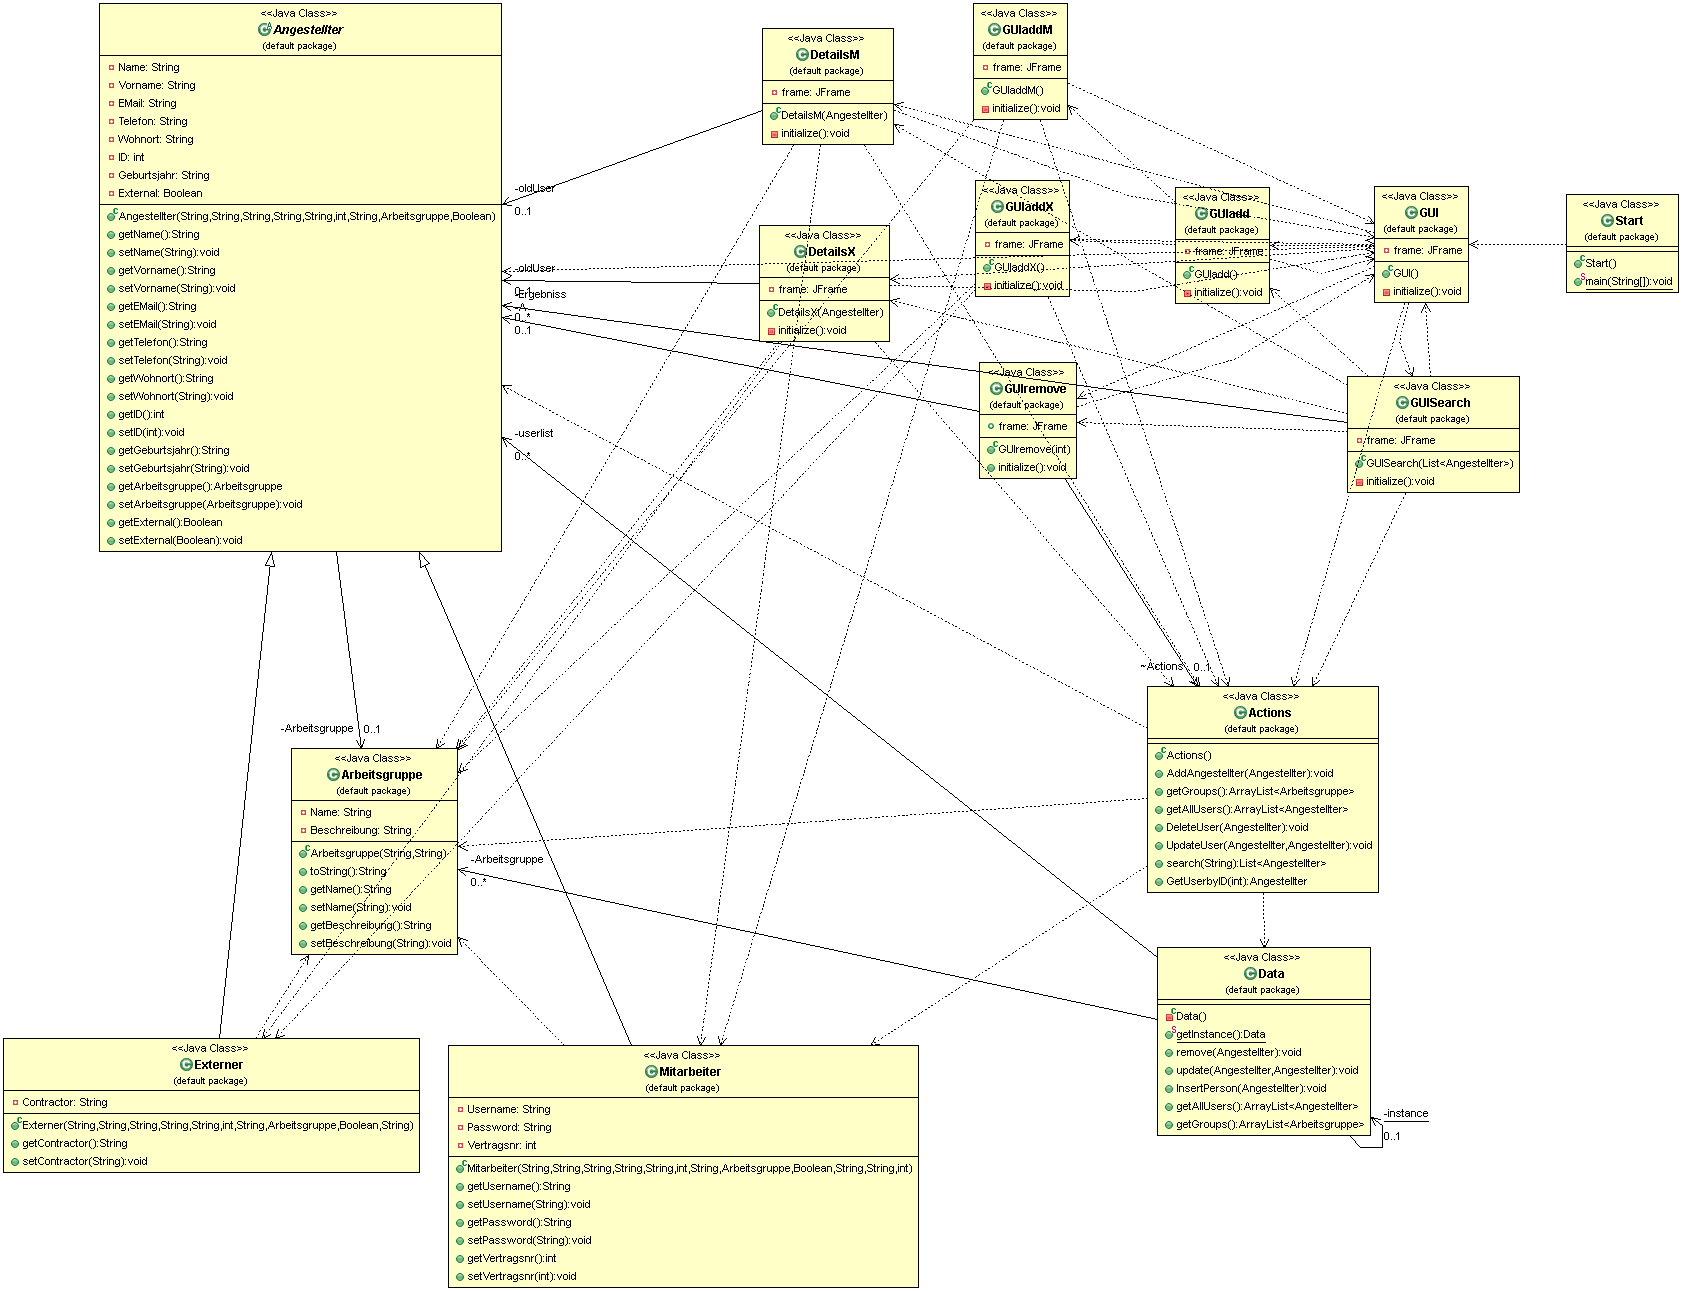 <<Java Class>>
Angestellter
(default package)
Name: String
Vorname: String
EMail: String
Telefon: String
Wohnort: String
ID: int
Geburtsjahr: String
External: Boolean
Angestellter(String,String,String,String,String,int,String,Arbeitsgruppe,Boolean)
getName():String
setName(String):void
getVorname():String
setVorname(String):void
getEMail():String
setEMail(String):void
getTelefon():String
setTelefon(String):void
getWohnort():String
setWohnort(String):void
getID():int
setID(int):void
getGeburtsjahr():String
setGeburtsjahr(String):void
getArbeitsgruppe():Arbeitsgruppe
setArbeitsgruppe(Arbeitsgruppe):void
getExternal():Boolean
setExternal(Boolean):void
<<Java Class>>
DetailsM
(default package)
frame: JFrame
DetailsM(Angestellter)
initialize():void
<<Java Class>>
GUIaddM
(default package)
frame: JFrame
GUIaddM()
initialize():void
-oldUser
0..1
<<Java Class>>
DetailsX
(default package)
frame: JFrame
DetailsX(Angestellter)
initialize():void
<<Java Class>>
GUIaddX
(default package)
frame: JFrame
GUIaddX()
initialize():void
<<Java Class>>
GUIadd
(default package)
frame: JFrame
GUIadd()
initialize():void
<<Java Class>>
GUI
(default package)
frame: JFrame
GUI()
initialize():void
<<Java Class>>
Start
(default package)
Start()
main(String[]):void
-oldUser
0..1
-Ergebniss
-A
0..*
0..1
<<Java Class>>
GUIremove
(default package)
frame: JFrame
GUIremove(int)
initialize():void
<<Java Class>>
GUISearch
(default package)
frame: JFrame
GUISearch(List<Angestellter>)
initialize():void
-userlist
0..*
~Actions
0..1
<<Java Class>>
Actions
(default package)
Actions()
AddAngestellter(Angestellter):void
getGroups():ArrayList<Arbeitsgruppe>
getAllUsers():ArrayList<Angestellter>
DeleteUser(Angestellter):void
UpdateUser(Angestellter,Angestellter):void
search(String):List<Angestellter>
GetUserbyID(int):Angestellter
-Arbeitsgruppe
0..1
<<Java Class>>
Arbeitsgruppe
(default package)
Name: String
Beschreibung: String
Arbeitsgruppe(String,String)
toString():String
getName():String
setName(String):void
getBeschreibung():String
setBeschreibung(String):void
-Arbeitsgruppe
0..*
<<Java Class>>
Data
(default package)
Data()
getInstance():Data
remove(Angestellter):void
update(Angestellter,Angestellter):void
InsertPerson(Angestellter):void
getAllUsers():ArrayList<Angestellter>
getGroups():ArrayList<Arbeitsgruppe>
-instance
0..1
<<Java Class>>
Externer
(default package)
Contractor: String
Externer(String,String,String,String,String,int,String,Arbeitsgruppe,Boolean,String)
getContractor():String
setContractor(String):void
<<Java Class>>
Mitarbeiter
(default package)
Username: String
Password: String
Vertragsnr: int
Mitarbeiter(String,String,String,String,String,int,String,Arbeitsgruppe,Boolean,String,String,int)
getUsername():String
setUsername(String):void
getPassword():String
setPassword(String):void
getVertragsnr():int
setVertragsnr(int):void